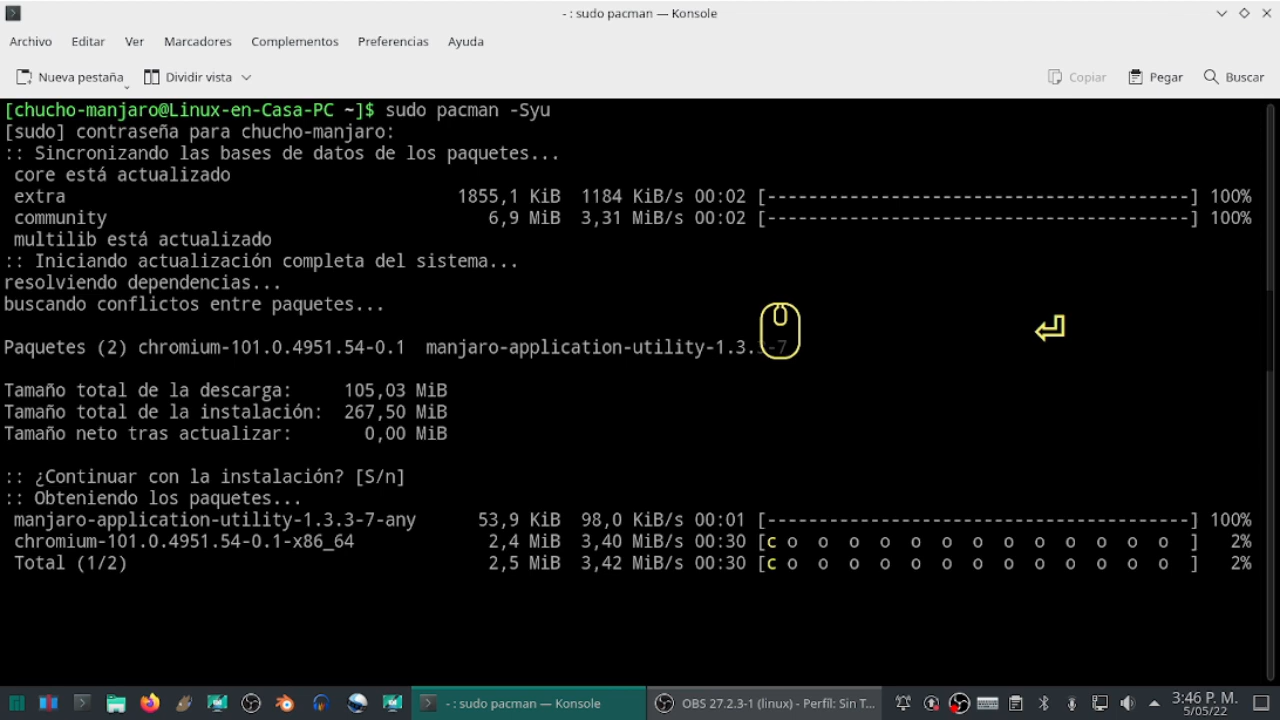 - : sudo pacman — Konsole
Archivo Editar Ver Marcadores Complementos Preferencias Ayuda
Nueva pestaña Dividir vista Copiar Pegar Buscar
[chucho-manjaro@Linux-en-Casa-PC ~]$ sudo pacman -Syu
[sudo] contraseña para chucho-manjaro:
:: Sincronizando las bases de datos de los paquetes...
core está actualizado
extra 1855,1 KiB 1184 KiB/s 00:02 [-----------------------------------------] 100%
community 6,9 MiB 3,31 MiB/s 00:02 [-----------------------------------------] 100%
multilib está actualizado
:: Iniciando actualización completa del sistema...
resolviendo dependencias...
buscando conflictos entre paquetes...
Paquetes (2) chromium-101.0.4951.54-0.1 manjaro-application-utility-1.3.3-7
Tamaño total de la descarga: 105,03 MiB
Tamaño total de la instalación: 267,50 MiB
Tamaño neto tras actualizar: 0,00 MiB
:: ¿Continuar con la instalación? [S/n]
:: Obteniendo los paquetes...
manjaro-application-utility-1.3.3-7-any 53,9 KiB 98,0 KiB/s 00:01 [-----------------------------------------] 100%
chromium-101.0.4951.54-0.1-x86_64 2,4 MiB 3,40 MiB/s 00:30 [c o o o o o o o o o o o o o ] 2%
Total (1/2) 2,5 MiB 3,42 MiB/s 00:30 [c o o o o o o o o o o o o o ] 2%
- : sudo pacman — Konsole
OBS 27.2.3-1 (linux) - Perfil: Sin T...
3:46 P. M.
5/05/22